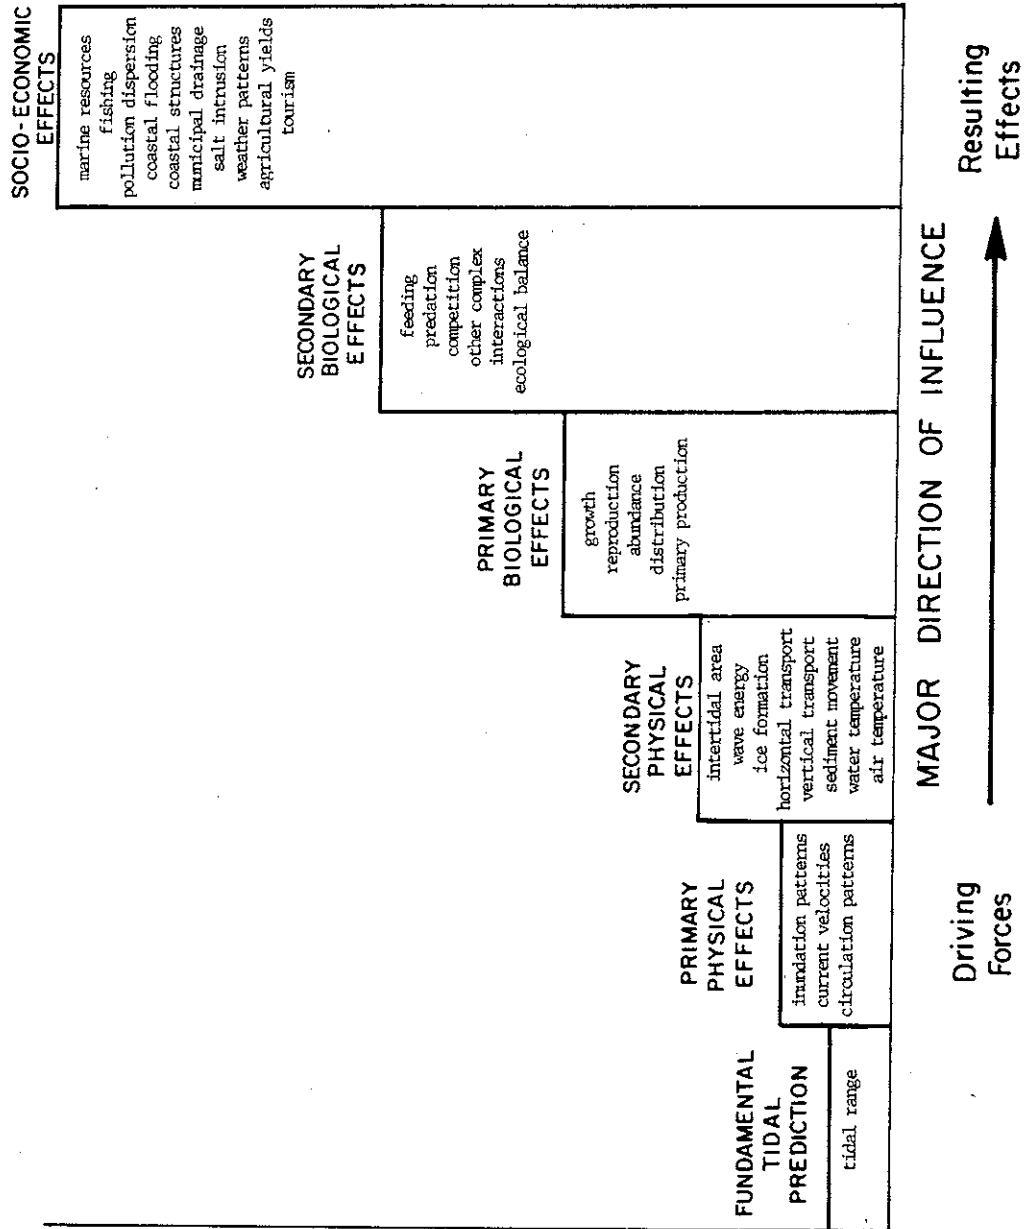 FUNDAMENTAL
TIDAL
PREDICTION
tidal range
PRIMARY
PHYSICAL
EFFECTS
inundation patterns
current velocities
circulation patterns
SECONDARY
PHYSICAL
EFFECTS
intertidal area
wave energy
ice formation
horizontal transport
vertical transport
sediment movement
water temperature
air temperature
PRIMARY
BIOLOGICAL
EFFECTS
growth
reproduction
abundance
distribution
primary production
SECONDARY
BIOLOGICAL
EFFECTS
feeding
predation
competition
other complex
interactions
ecological balance
SOCIO-ECONOMIC
EFFECTS
marine resources
fishing
pollution dispersion
coastal flooding
coastal structures
municipal drainage
salt intrusion
weather patterns
agricultural yields
tourism
MAJOR DIRECTION OF INFLUENCE
Driving
Forces
Resulting
Effects